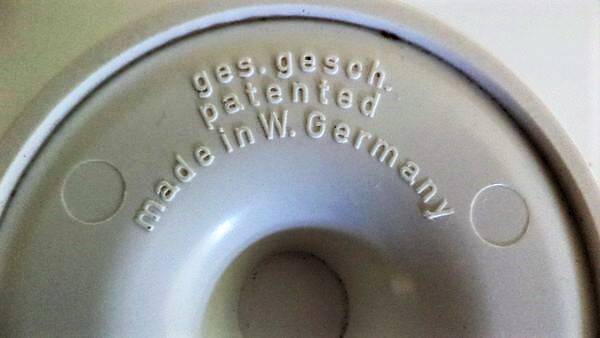 ges. gesch.
patented
made in W. Germany